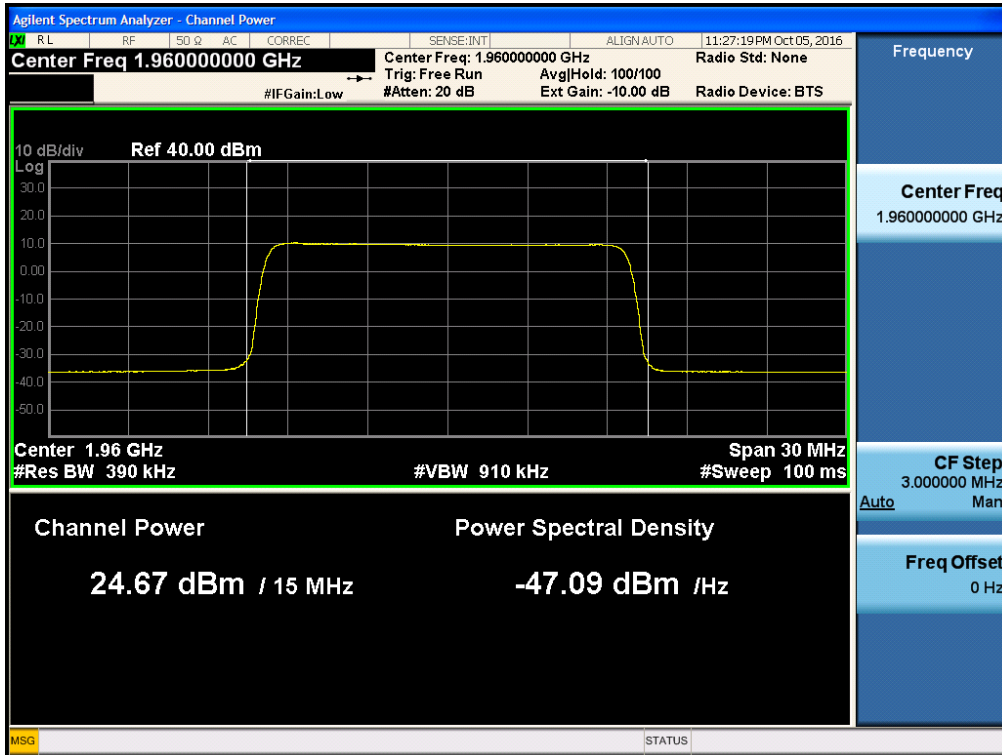 Agilent Spectrum Analyzer - Channel Power
LXI RL RF 50 Ω AC CORREC SENSE:INT ALIGN AUTO 11:27:19 PM Oct 05, 2016
Center Freq 1.960000000 GHz
Center Freq: 1.960000000 GHz Radio Std: None
Trig: Free Run Avg|Hold: 100/100
#IFGain:Low #Atten: 20 dB Ext Gain: -10.00 dB Radio Device: BTS
10 dB/div Ref 40.00 dBm
Log
30.0
20.0
10.0
0.00
-10.0
-20.0
-30.0
-40.0
-50.0
Center 1.96 GHz Span 30 MHz
#Res BW 390 kHz #VBW 910 kHz #Sweep 100 ms
Channel Power Power Spectral Density
24.67 dBm / 15 MHz -47.09 dBm /Hz
Frequency
Center Freq
1.960000000 GHz
CF Step
3.000000 MHz
Auto Man
Freq Offset
0 Hz
MSG STATUS